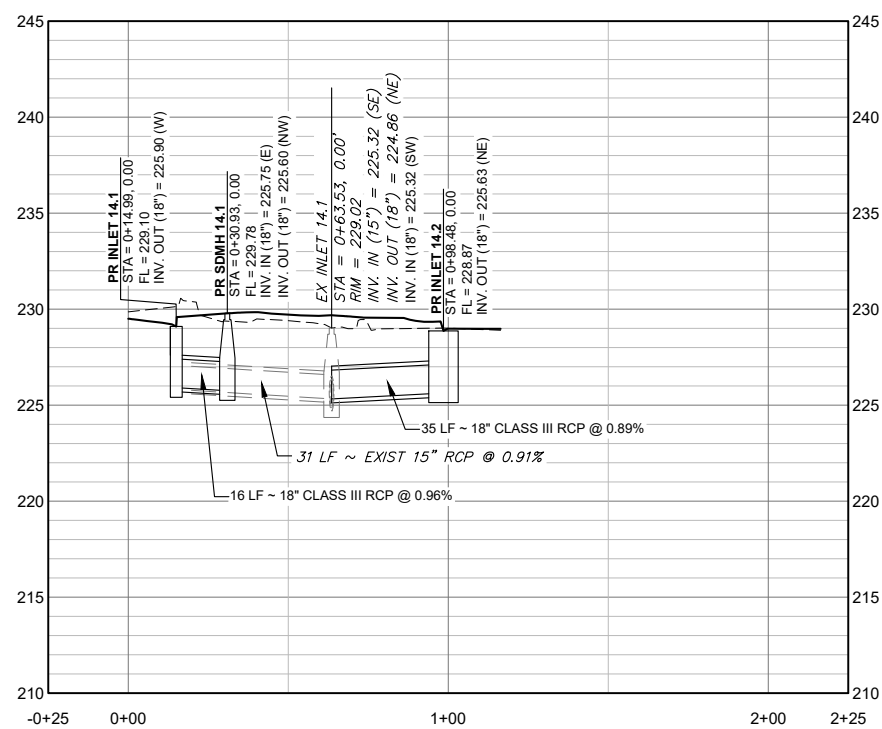 245
240
235
230
225
220
215
210
245
240
235
230
225
220
215
210
-0+25
0+00
1+00
2+00
2+25
PR INLET 14.1
STA = 0+14.99, 0.00
FL = 229.10
INV. OUT (18") = 225.90 (W)
PR SDMH 14.1
STA = 0+30.93, 0.00
FL = 229.78
INV. IN (18") = 225.75 (E)
INV. OUT (18") = 225.60 (NW)
EX INLET 14.1
STA = 0+63.53, 0.00'
RIM = 229.02
INV. IN (15") = 225.32 (SE)
INV. OUT (18") = 224.86 (NE)
INV. IN (18") = 225.32 (SW)
PR INLET 14.2
STA = 0+98.48, 0.00
FL = 228.87
INV. OUT (18") = 225.63 (NE)
35 LF ~ 18" CLASS III RCP @ 0.89%
31 LF ~ EXIST 15" RCP @ 0.91%
16 LF ~ 18" CLASS III RCP @ 0.96%